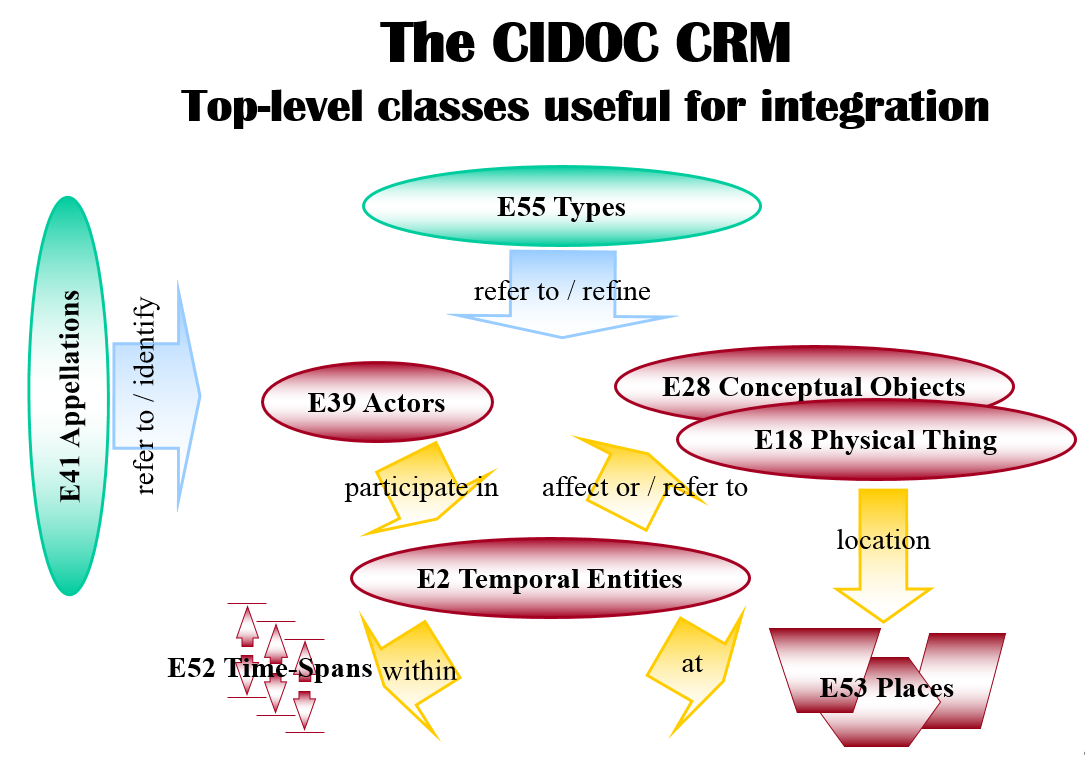 The CIDOC CRM
Top-level classes useful for integration
E55 Types
refer to / refine
E41 Appellations
refer to / identify
E39 Actors
E28 Conceptual Objects
E18 Physical Thing
participate in
affect or / refer to
location
E2 Temporal Entities
E52 Time-Spans
within
at
E53 Places